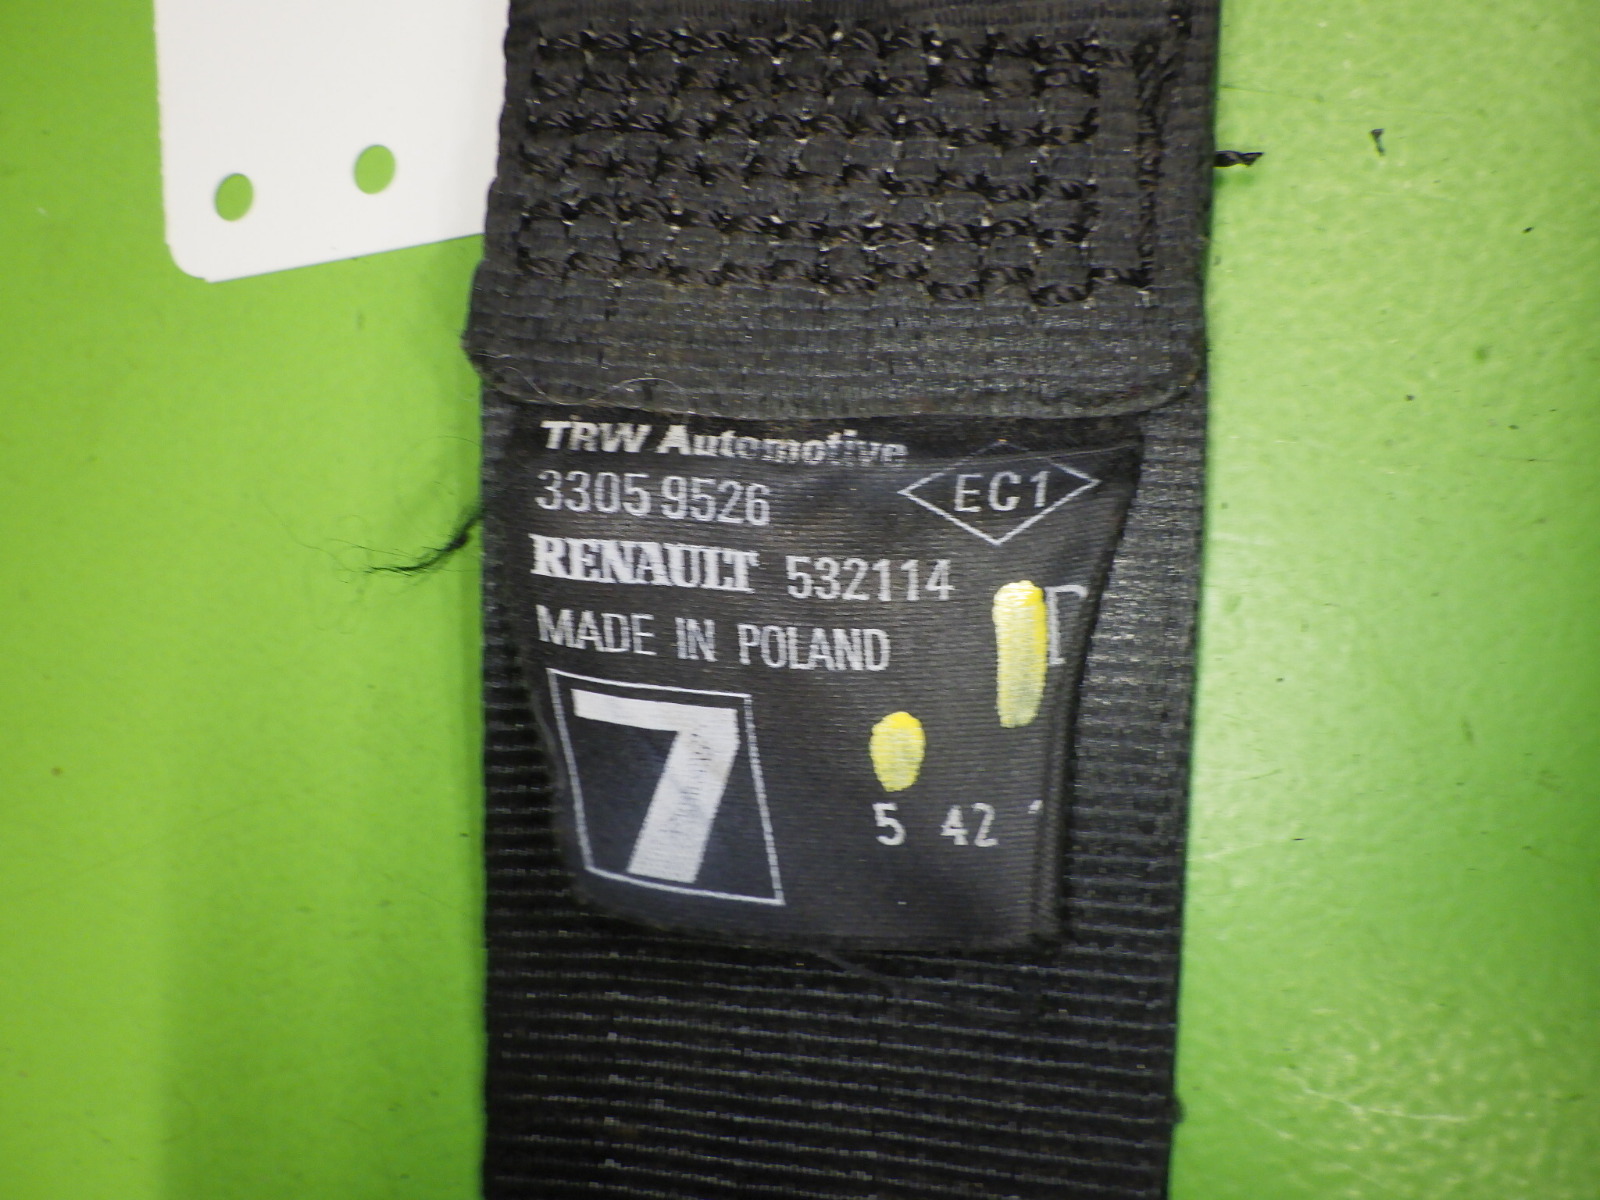 TRW Automotive
3305 9526
EC1
RENAULT 532114
MADE IN POLAND
7
5 42